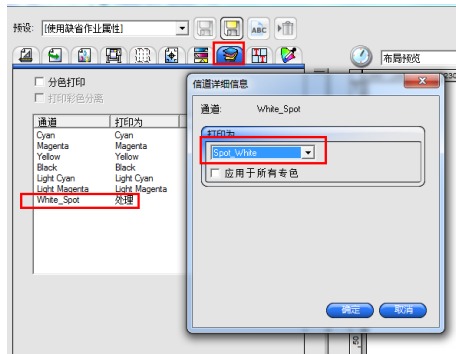 预设: [使用缺省作业属性]
ABC
布局预览
分色打印
打印彩色分离
通道 打印为
Cyan Cyan
Magenta Magenta
Yellow Yellow
Black Black
Light Cyan Light Cyan
Light Magenta Light Magenta
White_Spot 处理
信道详细信息
通道: White_Spot
打印为
Spot_White
应用于所有专色
确定 取消